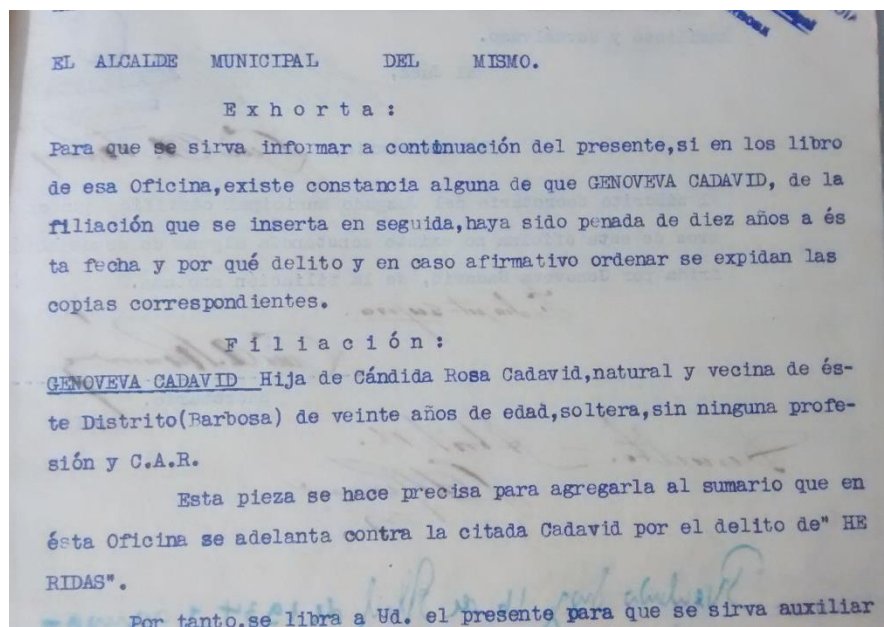 EL ALCALDE MUNICIPAL DEL MISMO.
E x h o r t a :
Para que se sirva informar a continuación del presente,si en los libro
de esa Oficina,existe constancia alguna de que GENOVEVA CADAVID, de la
filiación que se inserta en seguida,haya sido penada de diez años a és
ta fecha y por qué delito y en caso afirmativo ordenar se expidan las
copias correspondientes.
F i l i a c i ó n :
GENOVEVA CADAVID Hija de Cándida Rosa Cadavid,natural y vecina de és-
te Distrito(Barbosa) de veinte años de edad,soltera,sin ninguna profe-
sión y C.A.R.
Esta pieza se hace precisa para agregarla al sumario que en
ésta Oficina se adelanta contra la citada Cadavid por el delito de" HE
RIDAS".
Por tanto,se libra a Ud. el presente para que se sirva auxiliar